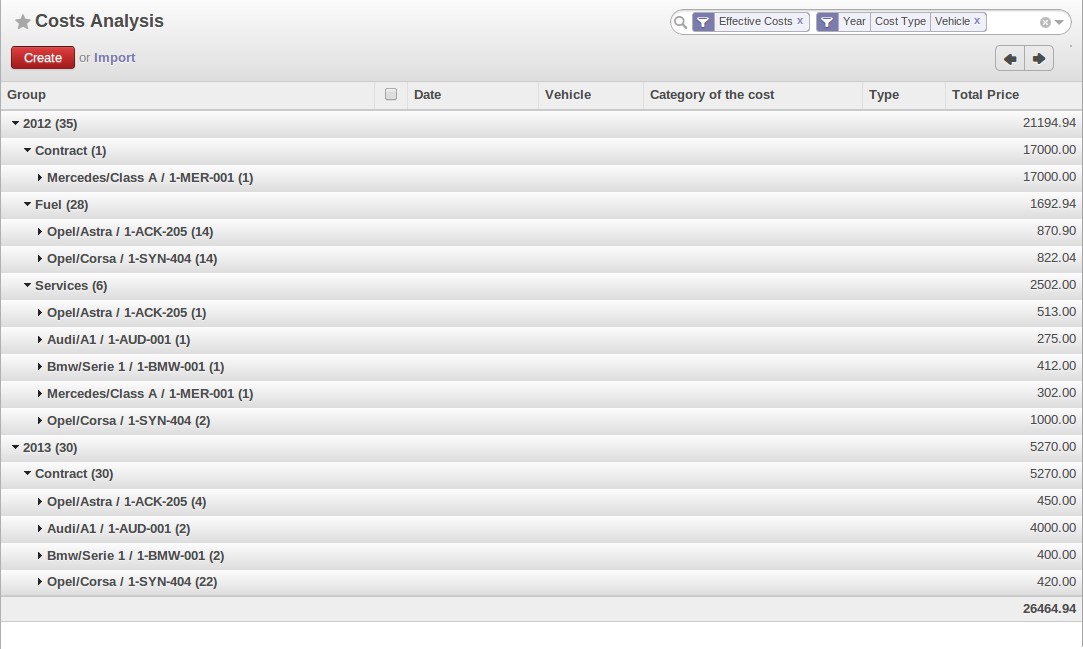 Costs Analysis
Effective Costs x Year Cost Type Vehicle x
Create or Import
Group Date Vehicle Category of the cost Type Total Price
2012 (35) 21194.94
Contract (1) 17000.00
Mercedes/Class A / 1-MER-001 (1) 17000.00
Fuel (28) 1692.94
Opel/Astra / 1-ACK-205 (14) 870.90
Opel/Corsa / 1-SYN-404 (14) 822.04
Services (6) 2502.00
Opel/Astra / 1-ACK-205 (1) 513.00
Audi/A1 / 1-AUD-001 (1) 275.00
Bmw/Serie 1 / 1-BMW-001 (1) 412.00
Mercedes/Class A / 1-MER-001 (1) 302.00
Opel/Corsa / 1-SYN-404 (2) 1000.00
2013 (30) 5270.00
Contract (30) 5270.00
Opel/Astra / 1-ACK-205 (4) 450.00
Audi/A1 / 1-AUD-001 (2) 4000.00
Bmw/Serie 1 / 1-BMW-001 (2) 400.00
Opel/Corsa / 1-SYN-404 (22) 420.00
26464.94